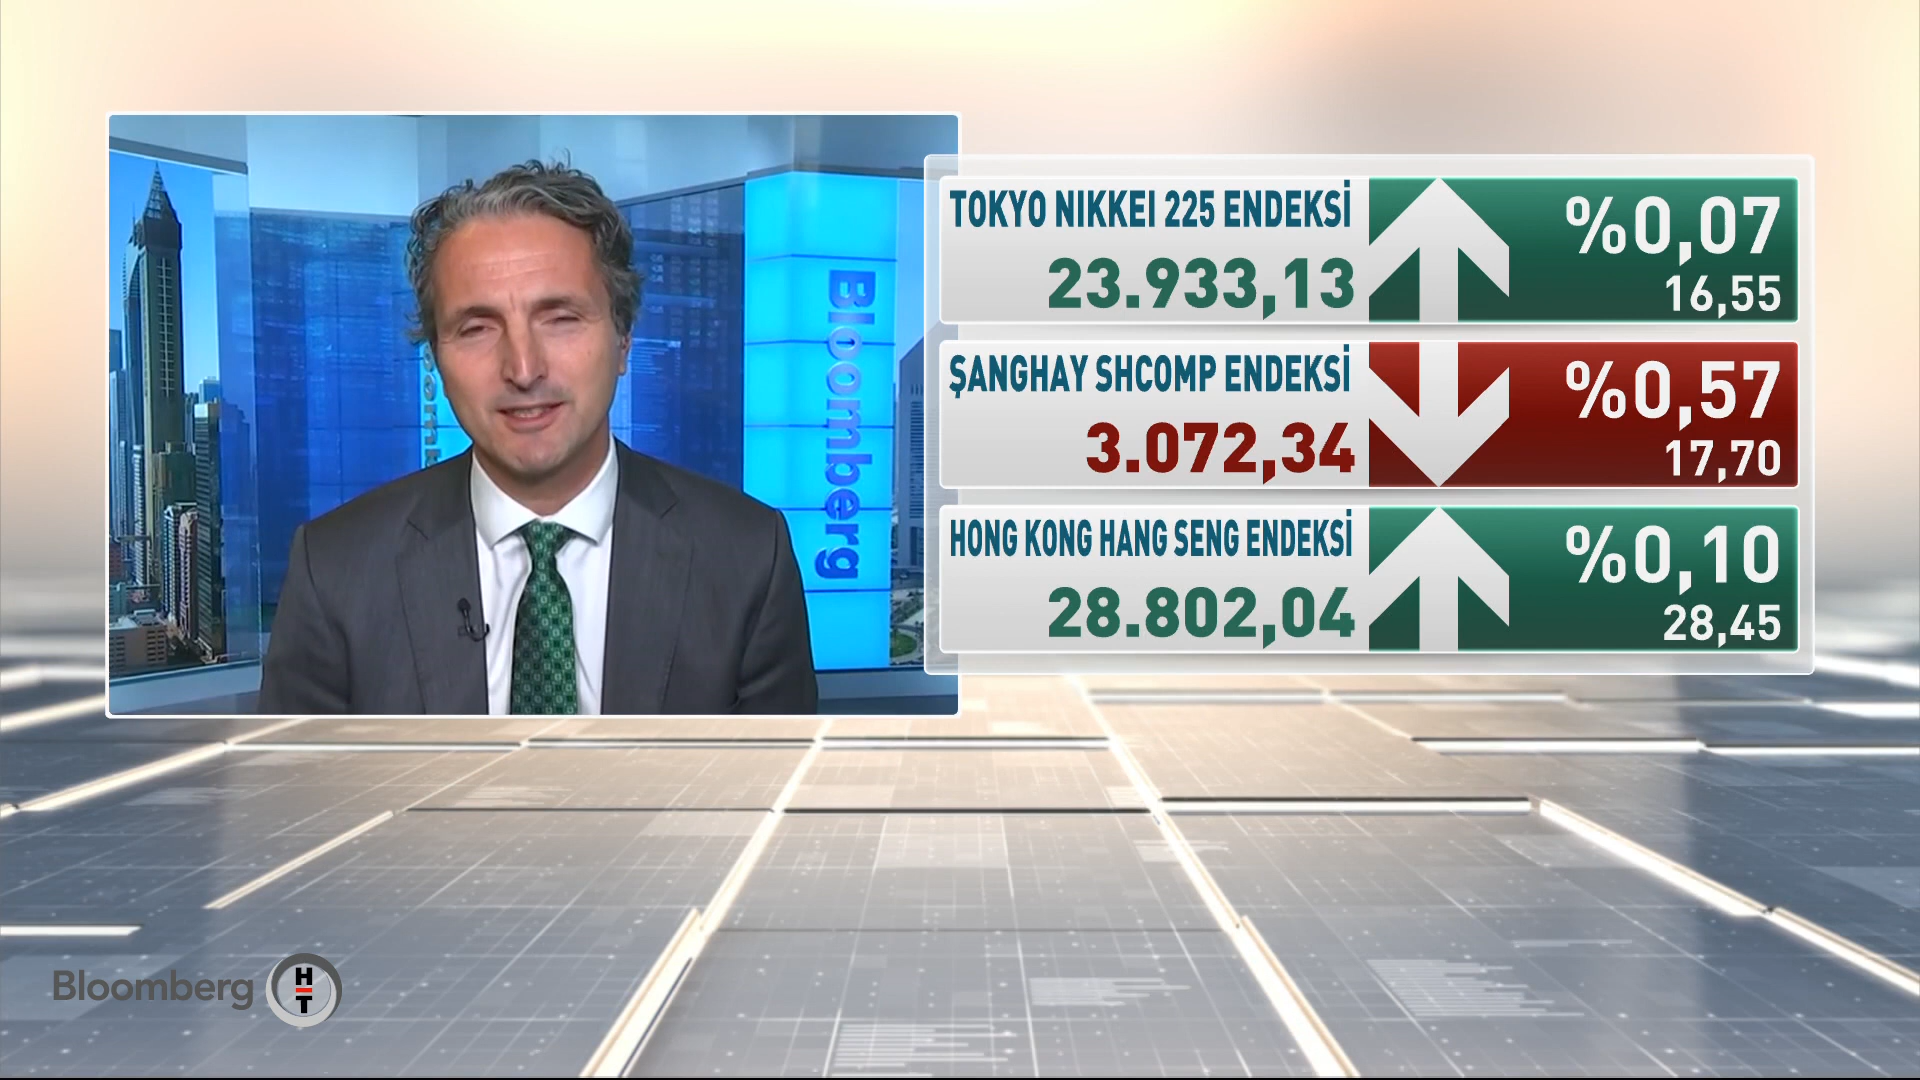 TOKYO NIKKEI 225 ENDEKSİ
23.933,13
%0,07
16,55
ŞANGHAY SHCOMP ENDEKSİ
3.072,34
%0,57
17,70
HONG KONG HANG SENG ENDEKSİ
28.802,04
%0,10
28,45
Bloomberg
Bloomberg
H
T